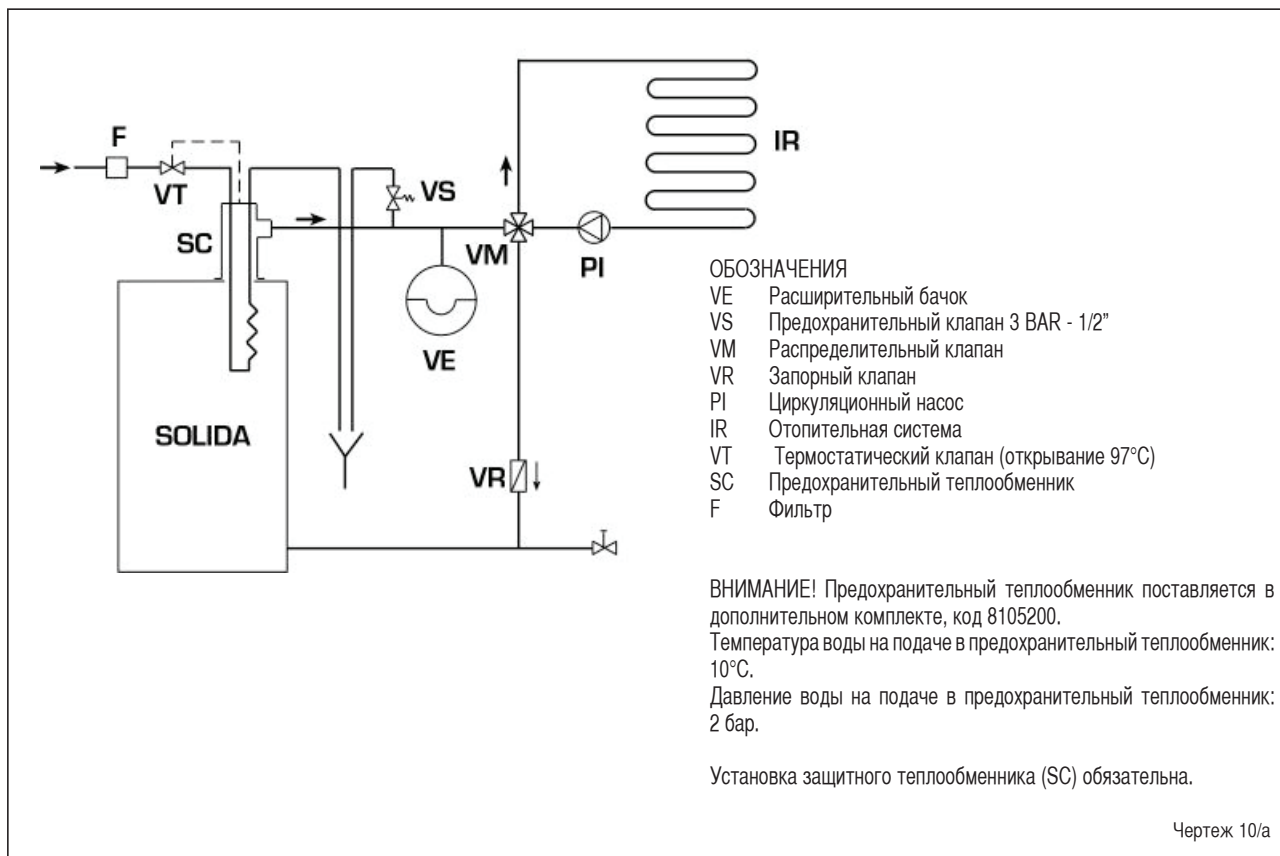 F
VT
VS
SC
VM
PI
IR
VE
SOLIDA
VR
ОБОЗНАЧЕНИЯ
VE Расширительный бачок
VS Предохранительный клапан 3 BAR - 1/2”
VM Распределительный клапан
VR Запорный клапан
PI Циркуляционный насос
IR Отопительная система
VT Термостатический клапан (открывание 97°C)
SC Предохранительный теплообменник
F Фильтр
ВНИМАНИЕ! Предохранительный теплообменник поставляется в
дополнительном комплекте, код 8105200.
Температура воды на подаче в предохранительный теплообменник:
10°C.
Давление воды на подаче в предохранительный теплообменник:
2 бар.
Установка защитного теплообменника (SC) обязательна.
Чертеж 10/a